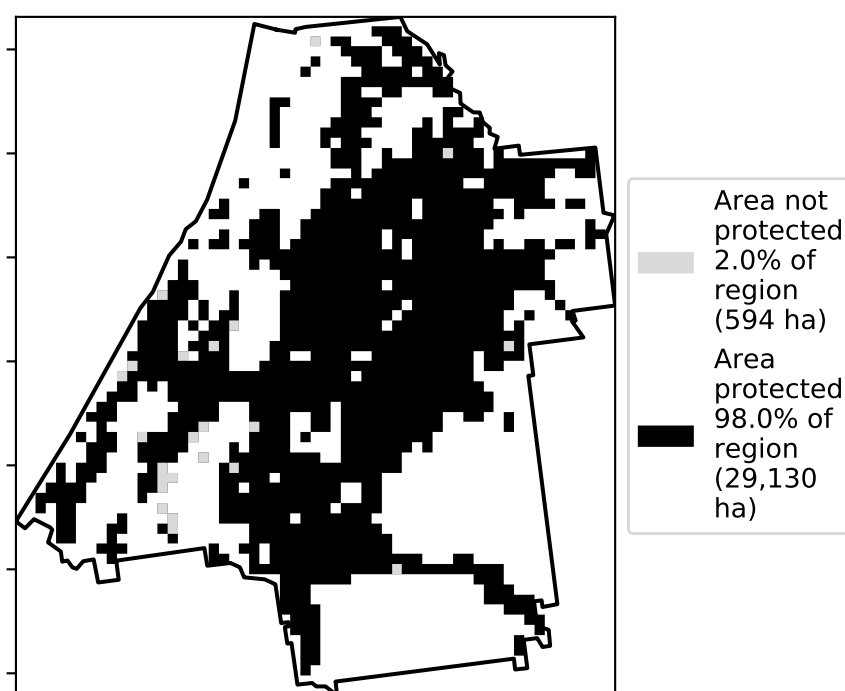 Area not
protected
2.0% of
region
(594 ha)
Area
protected
98.0% of
region
(29,130
ha)